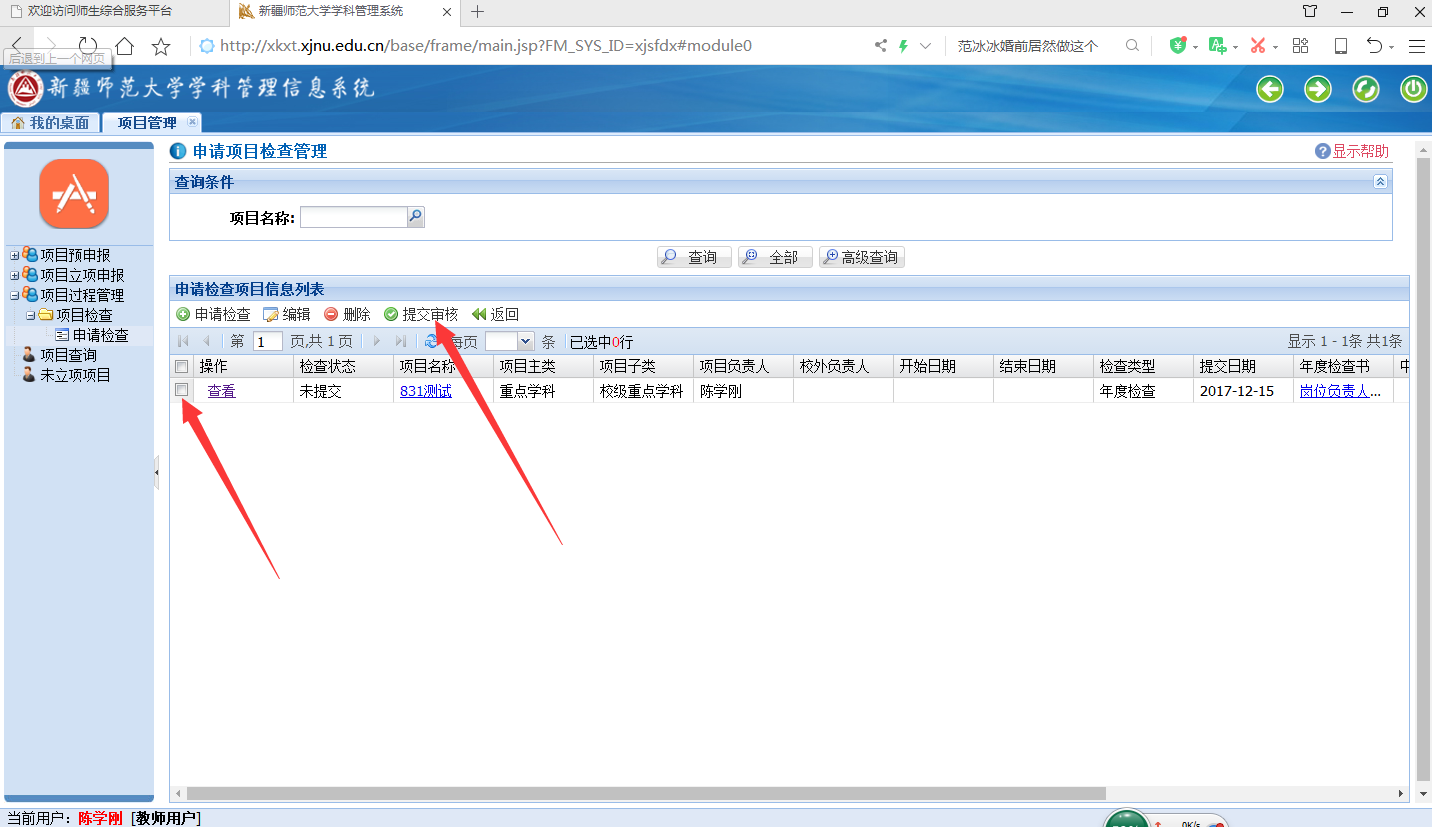 欢迎访问师生综合服务平台
新疆师范大学学科管理系统
http://xkxt.xjnu.edu.cn/base/frame/main.jsp?FM_SYS_ID=xjsfdx#module0
范冰冰婚前居然做这个
后退到上一个网页
新疆师范大学学科管理信息系统
我的桌面
项目管理
申请项目检查管理
显示帮助
查询条件
项目名称:
查询
全部
高级查询
项目预申报
项目立项申报
项目过程管理
项目检查
申请检查
项目查询
未立项项目
申请检查项目信息列表
申请检查 编辑 删除 提交审核 返回
第 1 页,共 1 页 每页 条 已选中0行 显示 1 - 1条 共1条
操作 检查状态 项目名称 项目主类 项目子类 项目负责人 校外负责人 开始日期 结束日期 检查类型 提交日期 年度检查书
查看 未提交 831测试 重点学科 校级重点学科 陈学刚 年度检查 2017-12-15 岗位负责人...
当前用户: 陈学刚 [教师用户]
0K/s